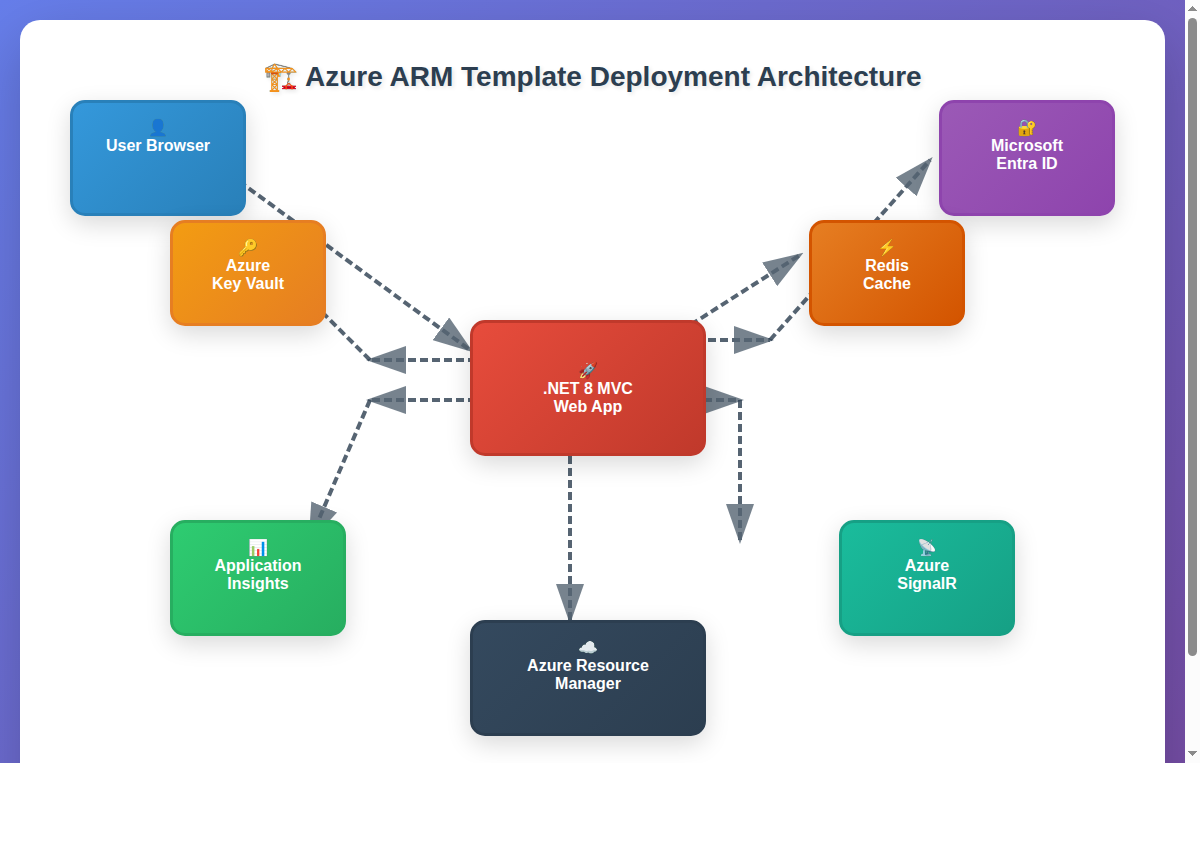 🏗️ Azure ARM Template Deployment Architecture
👤
User Browser
🔐
Microsoft
Entra ID
🔑
Azure
Key Vault
⚡
Redis
Cache
🚀
.NET 8 MVC
Web App
📊
Application
Insights
📡
Azure
SignalR
☁️
Azure Resource
Manager